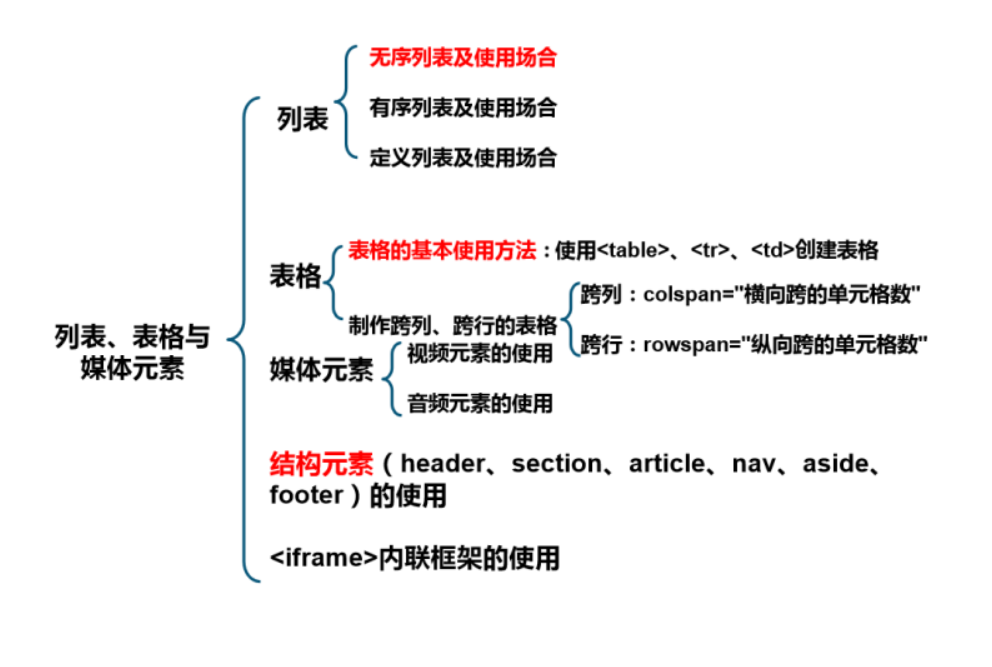 列表、表格与
媒体元素
列表
无序列表及使用场合
有序列表及使用场合
定义列表及使用场合
表格
表格的基本使用方法：使用<table>、<tr>、<td>创建表格
制作跨列、跨行的表格
跨列：colspan="横向跨的单元格数"
跨行：rowspan="纵向跨的单元格数"
媒体元素
视频元素的使用
音频元素的使用
结构元素（header、section、article、nav、aside、
footer）的使用
<iframe>内联框架的使用